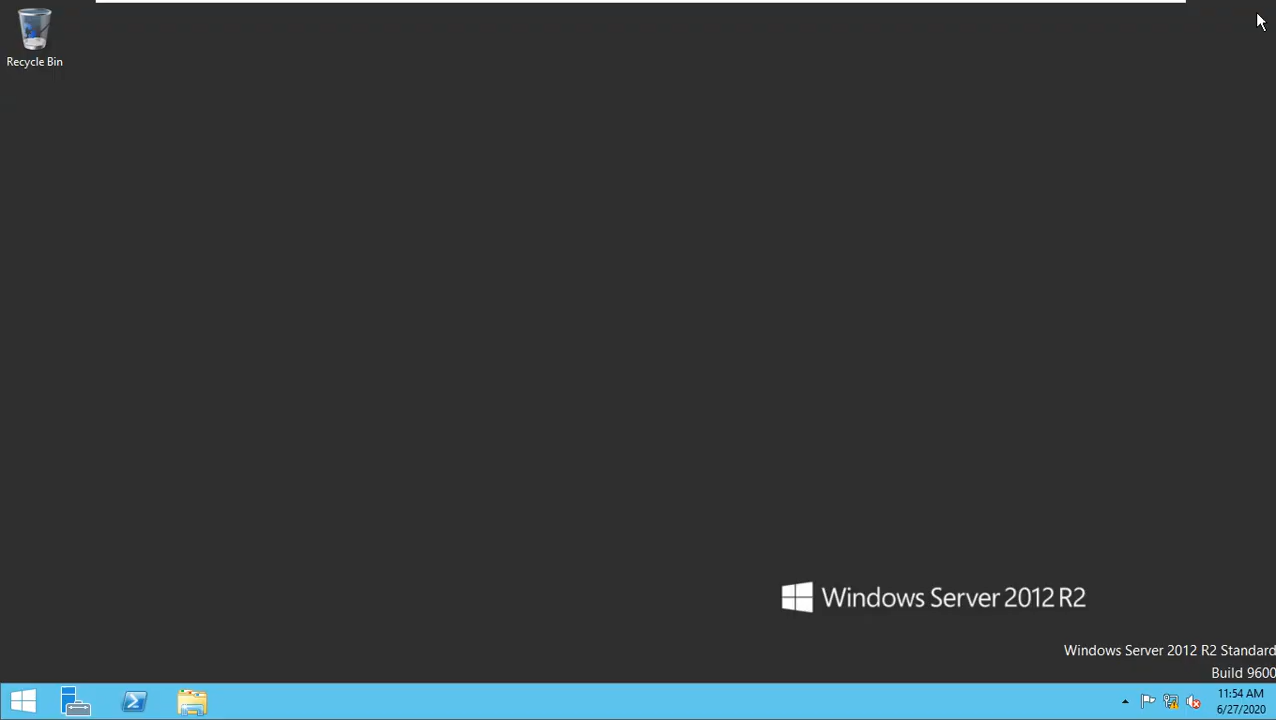 Recycle Bin
Windows Server 2012 R2
Windows Server 2012 R2 Standard
Build 9600
11:54 AM
6/27/2020